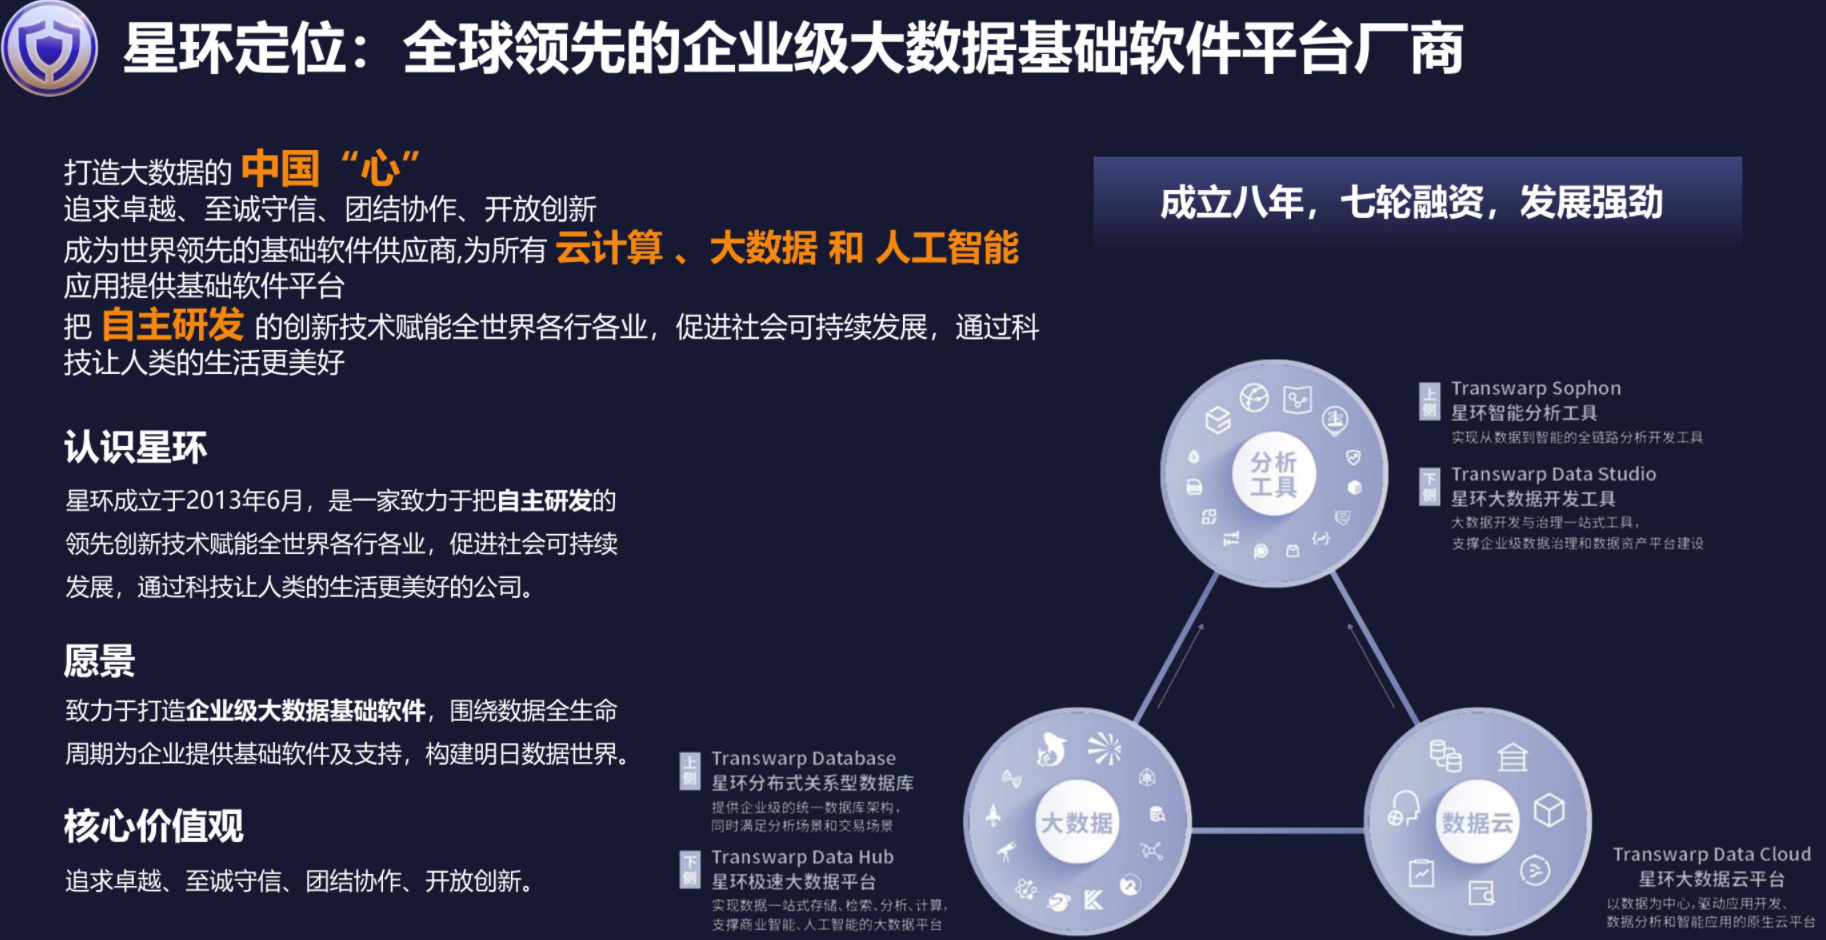 星环定位：全球领先的企业级大数据基础软件平台厂商
打造大数据的 中国 “心”
追求卓越、至诚守信、团结协作、开放创新
成为世界领先的基础软件供应商,为所有 云计算 、大数据 和 人工智能
应用提供基础软件平台
把 自主研发 的创新技术赋能全世界各行各业，促进社会可持续发展，通过科
技让人类的生活更美好
成立八年，七轮融资，发展强劲
认识星环
星环成立于2013年6月，是一家致力于把自主研发的
领先创新技术赋能全世界各行各业，促进社会可持续
发展，通过科技让人类的生活更美好的公司。
愿景
致力于打造企业级大数据基础软件，围绕数据全生命
周期为企业提供基础软件及支持，构建明日数据世界。
核心价值观
追求卓越、至诚守信、团结协作、开放创新。
分析
工具
上侧
Transwarp Sophon
星环智能分析工具
实现从数据到智能的全链路分析开发工具
下侧
Transwarp Data Studio
星环大数据开发工具
大数据开发与治理一站式工具，
支撑企业级数据治理和数据资产平台建设
上侧
Transwarp Database
星环分布式关系型数据库
提供企业级的统一数据库架构，
同时满足分析场景和交易场景
下侧
Transwarp Data Hub
星环极速大数据平台
实现数据一站式存储、检索、分析、计算，
支撑商业智能、人工智能的大数据平台
大数据
数据云
Transwarp Data Cloud
星环大数据云平台
以数据为中心，驱动应用开发、
数据分析和智能应用的原生云平台